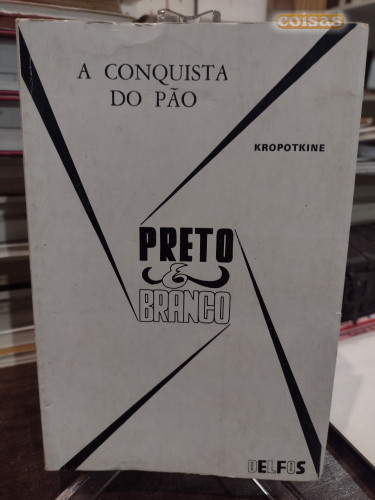 coisas
A CONQUISTA
DO PÃO
KROPOTKINE
PRETO
&
BRANCO
DELFOS